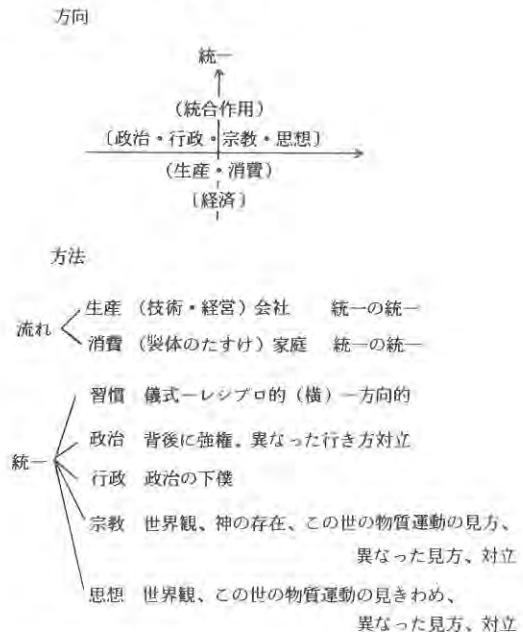 方向
統一
(統合作用)
〔政治・行政・宗教・思想〕
(生産・消費)
〔経済〕
方法
流れ
生産 (技術・経営)会社 統一の統一
消費 (製体のたすけ)家庭 統一の統一
統一
習慣 儀式ーレシプロ的(横)ー方向的
政治 背後に強権。異なった行き方対立
行政 政治の下僕
宗教 世界観、神の存在、この世の物質運動の見方、
異なった見方、対立
思想 世界観、この世の物質運動の見きわめ、
異なった見方、対立